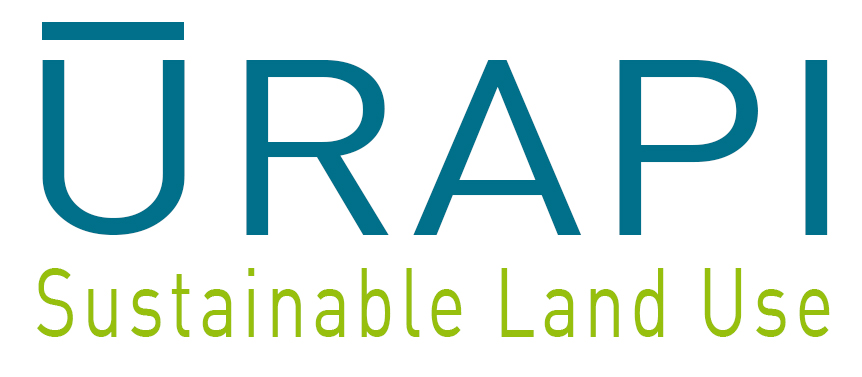 ŪRAPI
Sustainable Land Use